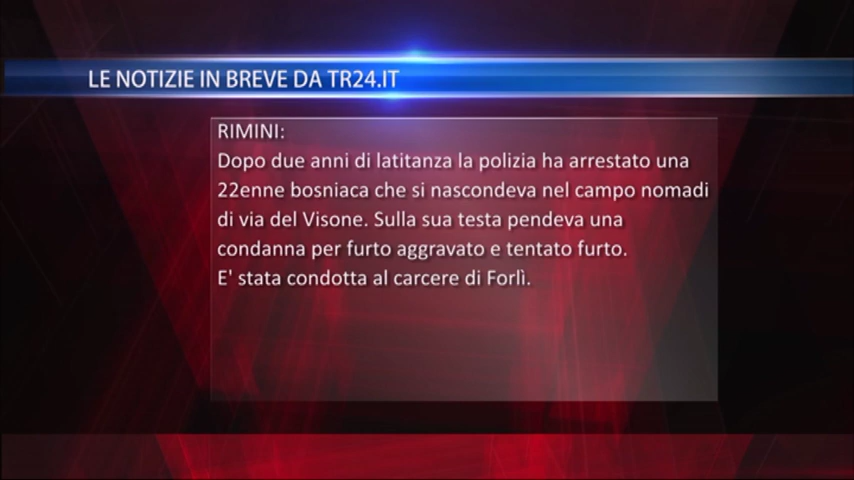 LE NOTIZIE IN BREVE DA TR24.IT
RIMINI:
Dopo due anni di latitanza la polizia ha arrestato una
22enne bosniaca che si nascondeva nel campo nomadi
di via del Visone. Sulla sua testa pendeva una
condanna per furto aggravato e tentato furto.
E' stata condotta al carcere di Forlì.